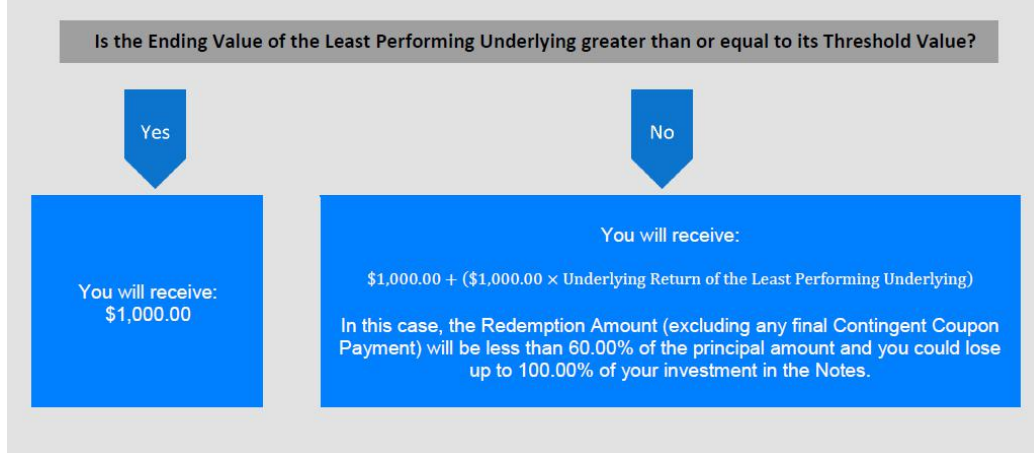 Is the Ending Value of the Least Performing Underlying greater than or equal to its Threshold Value?
Yes
No
You will receive:
$1,000.00
You will receive:
$1,000.00 + ($1,000.00 × Underlying Return of the Least Performing Underlying)
In this case, the Redemption Amount (excluding any final Contingent Coupon
Payment) will be less than 60.00% of the principal amount and you could lose
up to 100.00% of your investment in the Notes.